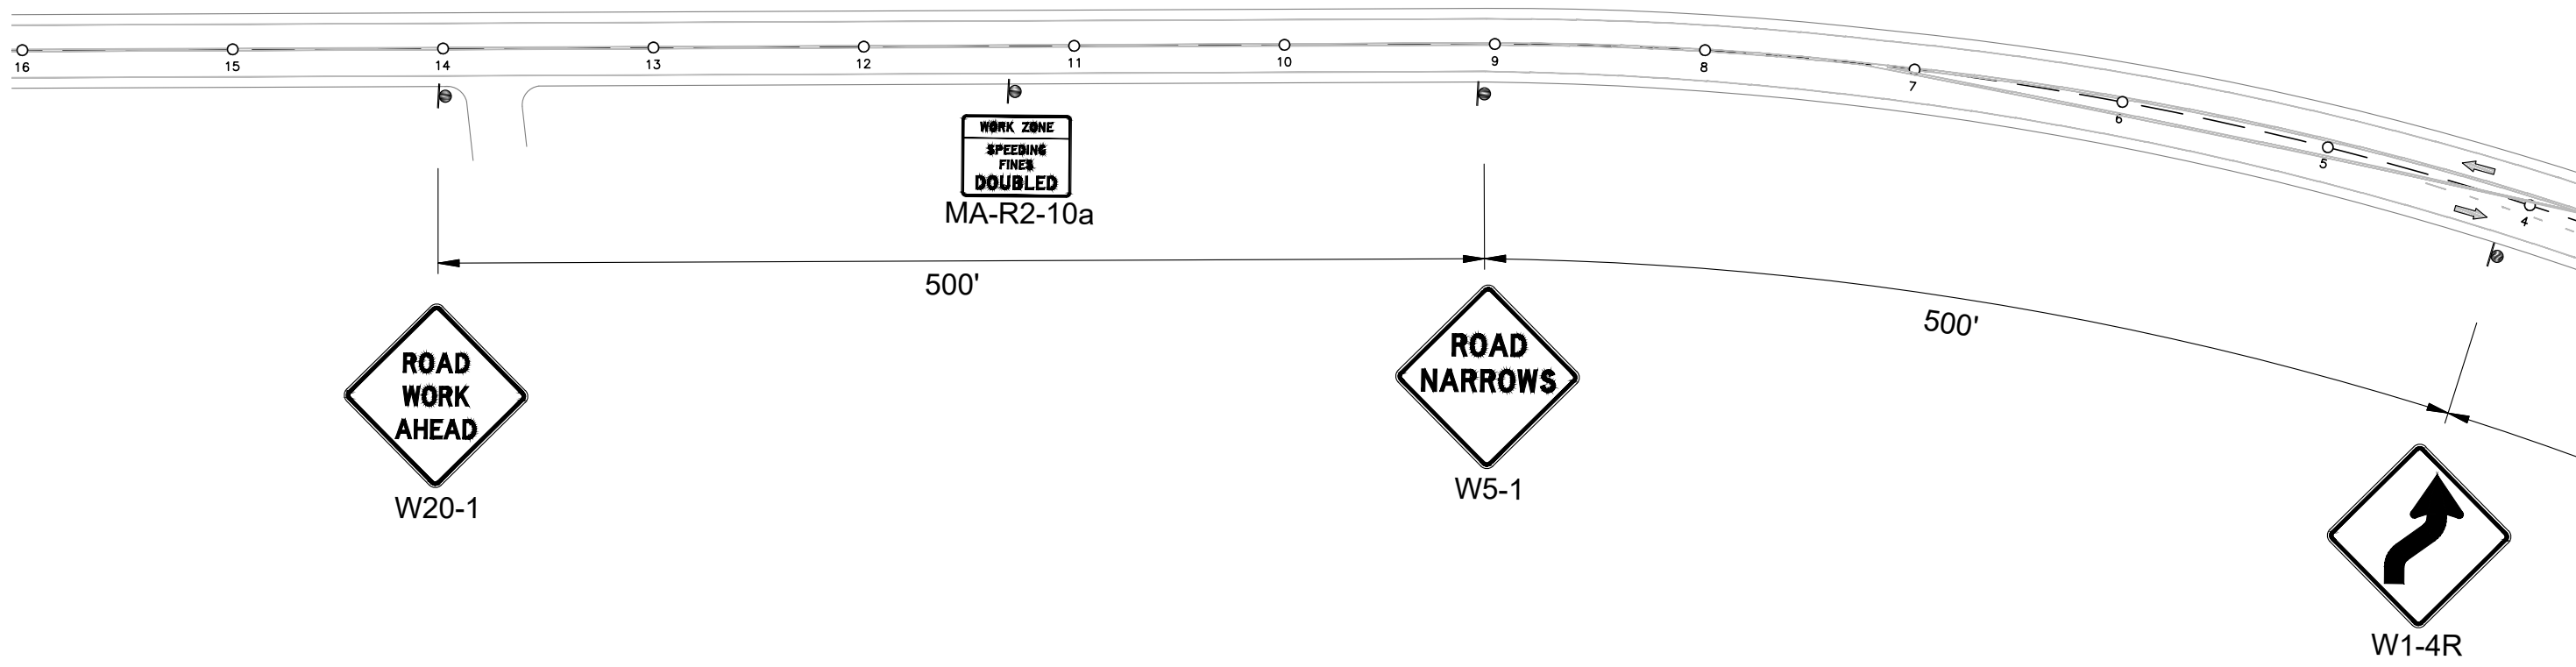 16
15
14
13
12
11
10
9
8
7
6
5
4
WORK ZONE
SPEEDING
FINES
DOUBLED
MA-R2-10a
500'
500'
ROAD
WORK
AHEAD
W20-1
ROAD
NARROWS
W5-1
W1-4R